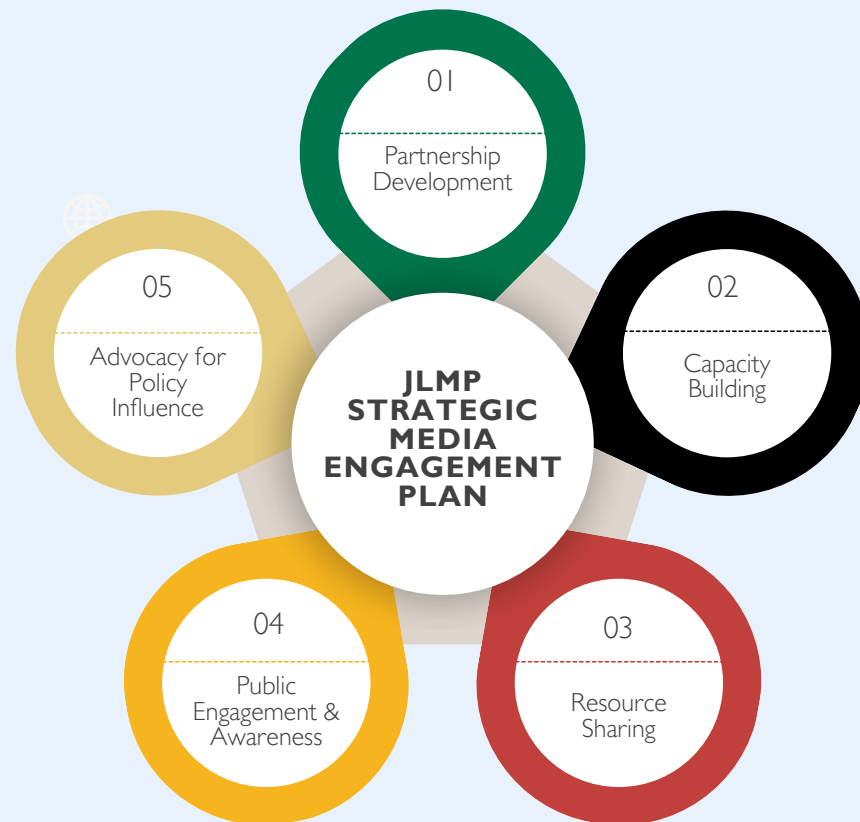 01
Partnership
Development
02
Capacity
Building
03
Resource
Sharing
04
Public
Engagement &
Awareness
05
Advocacy for
Policy
Influence
JLMP
STRATEGIC
MEDIA
ENGAGEMENT
PLAN